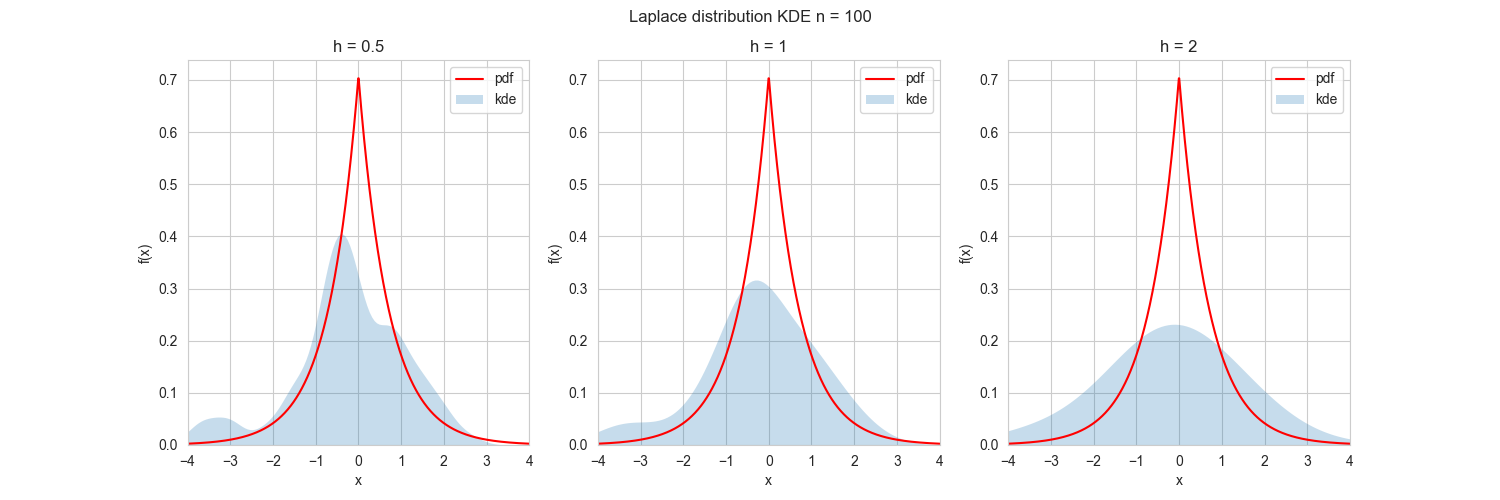 Laplace distribution KDE n = 100
h = 0.5
pdf
kde
0.7
0.6
0.5
0.4
0.3
0.2
0.1
0.0
f(x)
−4 −3 −2 −1 0 1 2 3 4
x
h = 1
pdf
kde
0.7
0.6
0.5
0.4
0.3
0.2
0.1
0.0
f(x)
−4 −3 −2 −1 0 1 2 3 4
x
h = 2
pdf
kde
0.7
0.6
0.5
0.4
0.3
0.2
0.1
0.0
f(x)
−4 −3 −2 −1 0 1 2 3 4
x